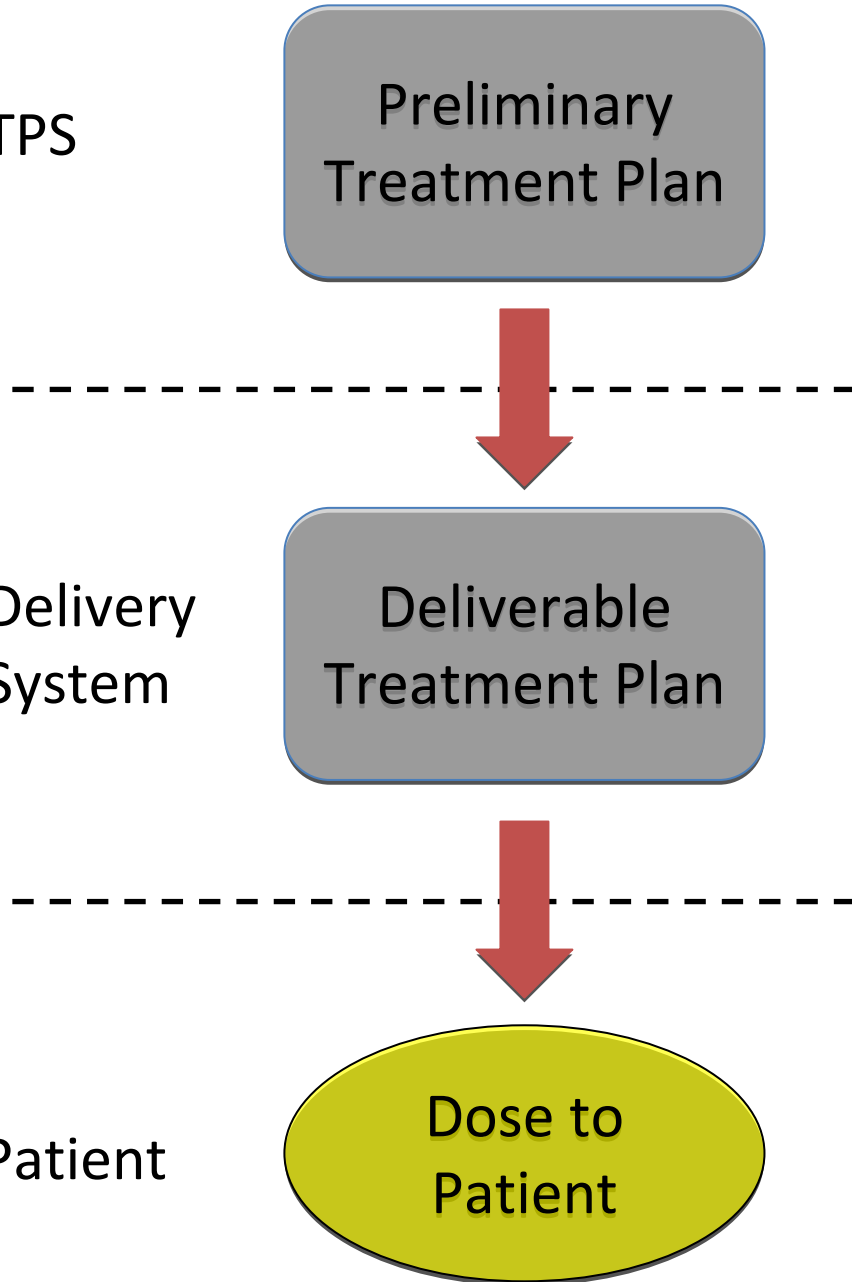 TPS
Preliminary
Treatment Plan
Delivery
System
Deliverable
Treatment Plan
Patient
Dose to
Patient